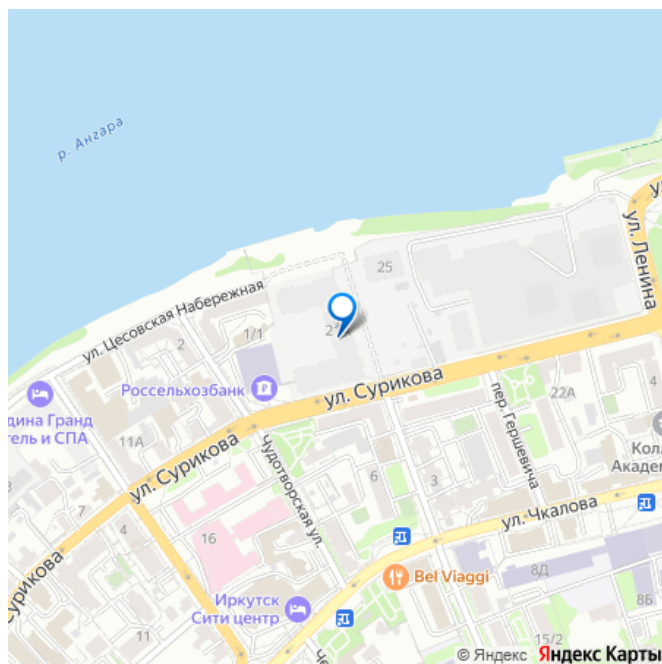 р. Ангара
ул. Ленина
25
ул. Цесовская Набережная
2
1/1
ул. Сурикова
Россельхозбанк
22А
пер. Гершевича
4
11А
ул. Сурикова
Чудотворская ул.
6
3
ул. Чкалова
4
16
Bel Viaggi
8Д
8Б
Иркутск
Сити центр
11
15/2
© Яндекс Яндекс Карты